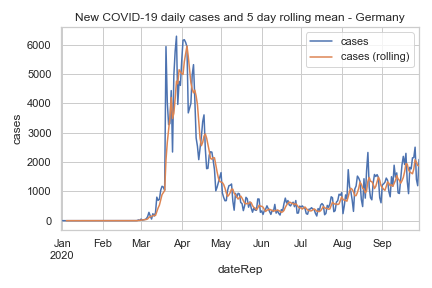 New COVID-19 daily cases and 5 day rolling mean - Germany
cases
cases (rolling)
6000
5000
4000
3000
2000
1000
0
cases
Jan Feb Mar Apr May Jun Jul Aug Sep
2020
dateRep